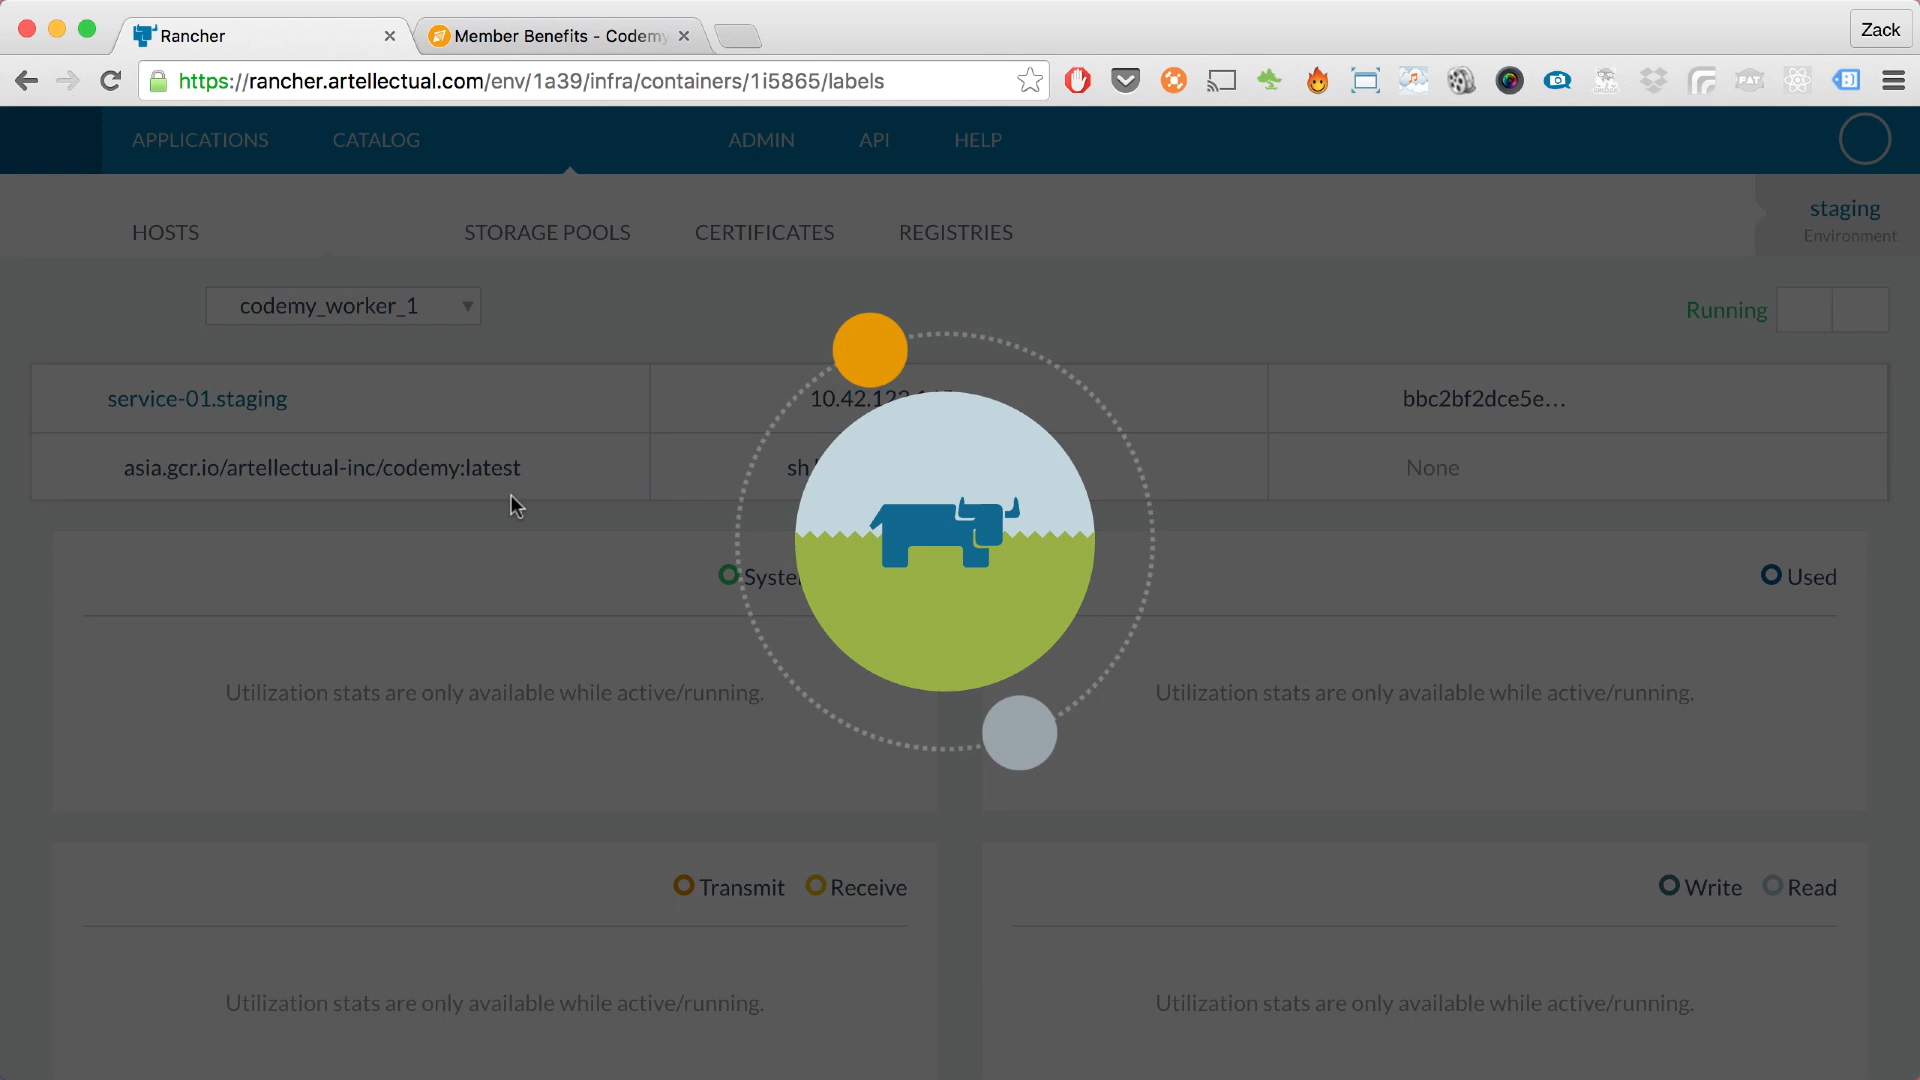 Rancher
Member Benefits - Codemy
Zack
https://rancher.artellectual.com/env/1a39/infra/containers/1i5865/labels
APPLICATIONS CATALOG ADMIN API HELP
HOSTS STORAGE POOLS CERTIFICATES REGISTRIES
staging
Environment
codemy_worker_1
Running
service-01.staging 10.42.122 bbc2bf2dce5e...
asia.gcr.io/artellectual-inc/codemy:latest sh None
Syste Used
Utilization stats are only available while active/running. Utilization stats are only available while active/running.
Transmit Receive Write Read
Utilization stats are only available while active/running. Utilization stats are only available while active/running.